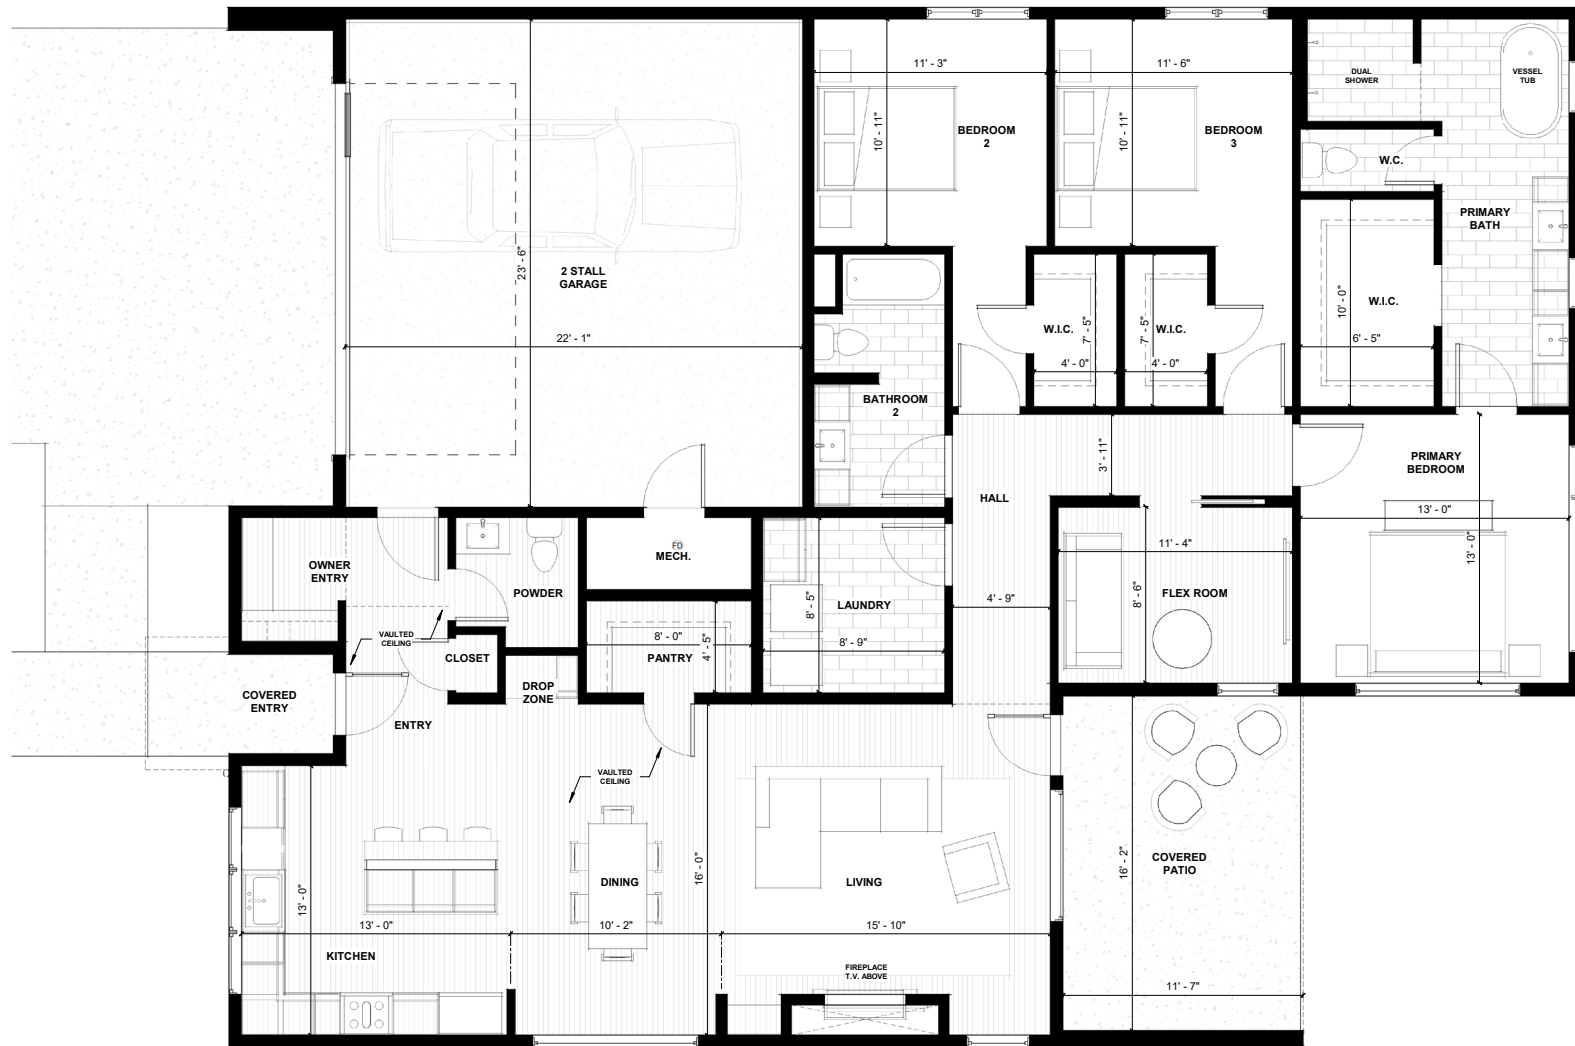 11' - 3"
11' - 6"
DUAL
SHOWER
VESSEL
TUB
10' - 11"
BEDROOM
2
10' - 11"
BEDROOM
3
W.C.
PRIMARY
BATH
23' - 6"
2 STALL
GARAGE
22' - 1"
W.I.C.
7' - 5"
4' - 0"
W.I.C.
7' - 5"
4' - 0"
10' - 0"
W.I.C.
6' - 5"
BATHROOM
2
3' - 11"
HALL
PRIMARY
BEDROOM
13' - 0"
13' - 0"
OWNER
ENTRY
POWDER
FD
MECH.
8' - 5"
LAUNDRY
8' - 9"
4' - 9"
11' - 4"
8' - 6"
FLEX ROOM
VAULTED
CEILING
CLOSET
8' - 0"
PANTRY
4' - 5"
DROP
ZONE
COVERED
ENTRY
ENTRY
VAULTED
CEILING
13' - 0"
DINING
16' - 0"
LIVING
16' - 2"
COVERED
PATIO
13' - 0"
10' - 2"
15' - 10"
KITCHEN
FIREPLACE
T.V. ABOVE
11' - 7"